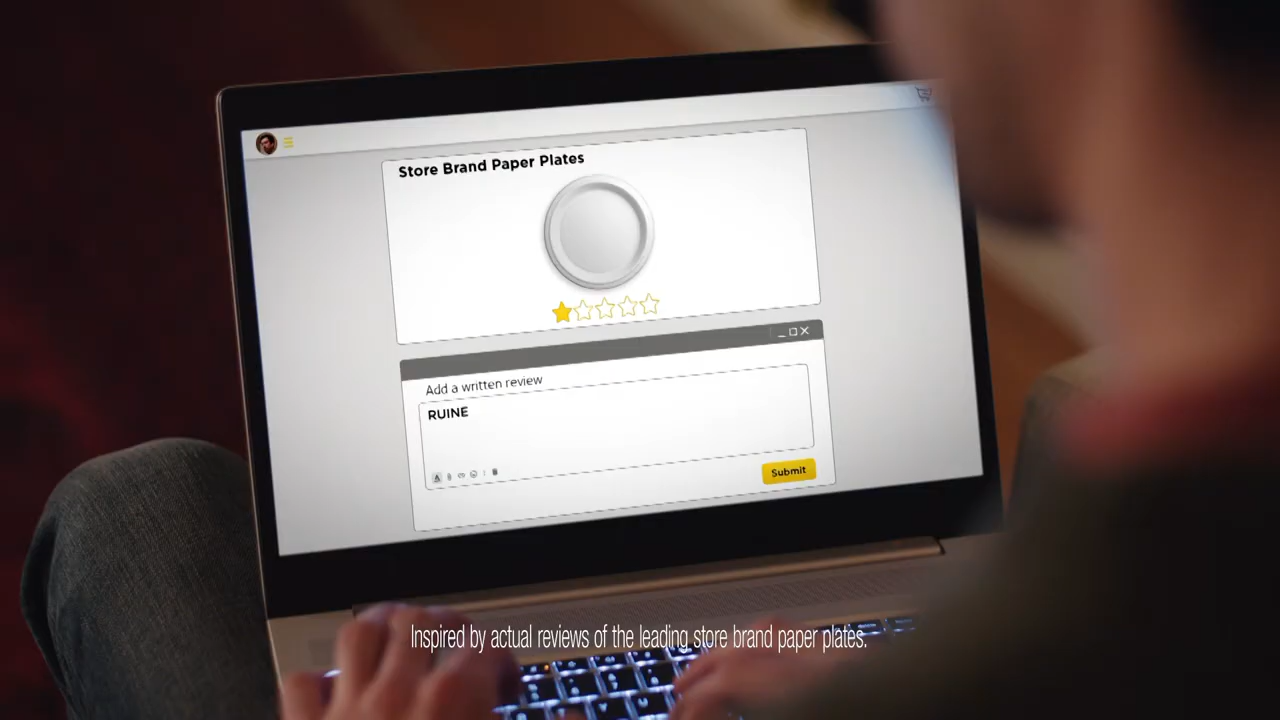 Store Brand Paper Plates
Add a written review
RUINE
Submit
Inspired by actual reviews of the leading store brand paper plates.